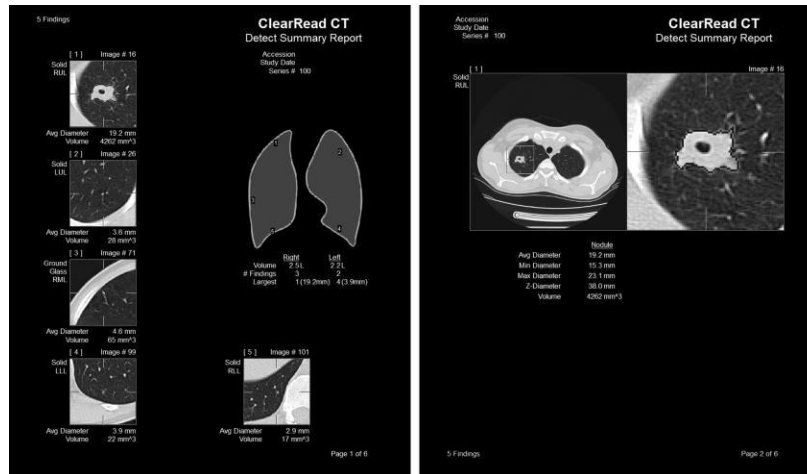 5 Findings
ClearRead CT
Detect Summary Report
Accession
Study Date
Series # 100
[ 1 ] Image # 16
Solid
RUL
Avg Diameter 19.2 mm
Volume 4262 mm^3
[ 2 ] Image # 26
Solid
LUL
Avg Diameter 3.6 mm
Volume 28 mm^3
[ 3 ] Image # 71
Ground
Glass
RML
Avg Diameter 4.6 mm
Volume 65 mm^3
[ 4 ] Image # 99
Solid
LLL
Avg Diameter 3.9 mm
Volume 22 mm^3
1
2
3
4
5
Right Left
Volume 2.5 L 2.2 L
# Findings 3 2
Largest 1 (19.2mm) 4 (3.9mm)
[ 5 ] Image # 101
Solid
RLL
Avg Diameter 2.9 mm
Volume 17 mm^3
Page 1 of 6
Accession
Study Date
Series # 100
ClearRead CT
Detect Summary Report
[ 1 ] Image # 16
Solid
RUL
Nodule
Avg Diameter 19.2 mm
Min Diameter 15.3 mm
Max Diameter 23.1 mm
Z-Diameter 38.0 mm
Volume 4262 mm^3
5 Findings
Page 2 of 6